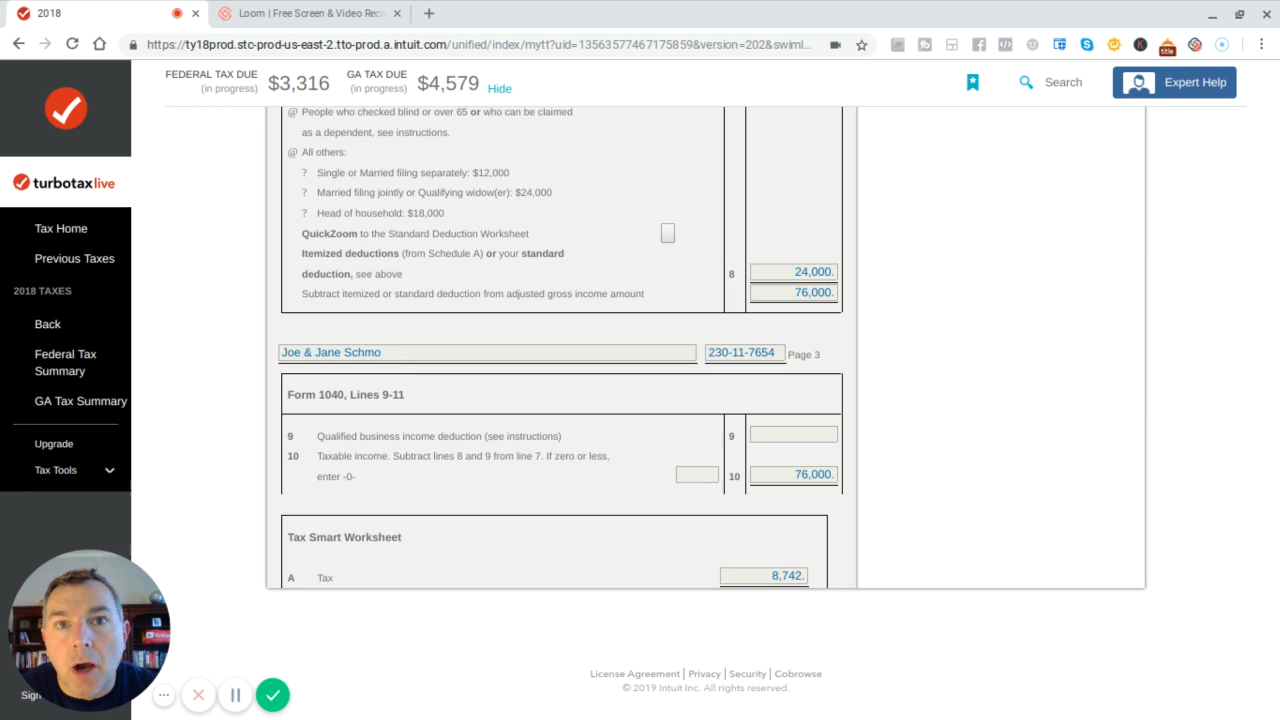 2018
Loom | Free Screen & Video Reco
https://ty18prod.stc-prod-us-east-2.tto-prod.a.intuit.com/unified/index/mytt?uid=13563577467175859&version=202&swiml...
title
FEDERAL TAX DUE
(in progress)
$3,316
GA TAX DUE
(in progress)
$4,579
Hide
Search
Expert Help
turbotaxlive
Tax Home
Previous Taxes
2018 TAXES
Back
Federal Tax
Summary
GA Tax Summary
Upgrade
Tax Tools
Sign
@ People who checked blind or over 65 or who can be claimed
as a dependent, see instructions.
@ All others:
? Single or Married filing separately: $12,000
? Married filing jointly or Qualifying widow(er): $24,000
? Head of household: $18,000
QuickZoom to the Standard Deduction Worksheet
Itemized deductions (from Schedule A) or your standard
deduction, see above 8 24,000.
Subtract itemized or standard deduction from adjusted gross income amount 76,000.
Joe & Jane Schmo 230-11-7654 Page 3
Form 1040, Lines 9-11
9 Qualified business income deduction (see instructions) 9
10 Taxable income. Subtract lines 8 and 9 from line 7. If zero or less,
enter -0- 10 76,000.
Tax Smart Worksheet
A Tax 8,742.
License Agreement | Privacy | Security | Cobrowse
© 2019 Intuit Inc. All rights reserved.